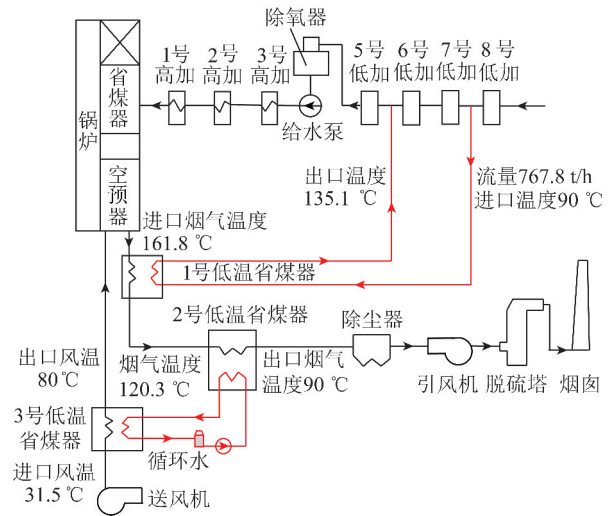 除氧器
1号
高加
2号
高加
3号
高加
5号
低加
6号
低加
7号
低加
8号
低加
锅炉
省煤器
空预器
给水泵
出口温度
135.1 ℃
流量767.8 t/h
进口温度90 ℃
进口烟气温度
161.8 ℃
1号低温省煤器
2号低温省煤器
除尘器
出口风温
80℃
烟气温度
120.3 ℃
出口烟气
温度90 ℃
引风机
脱硫塔
烟囱
3号低温
省煤器
循环水
进口风温
31.5 ℃
送风机